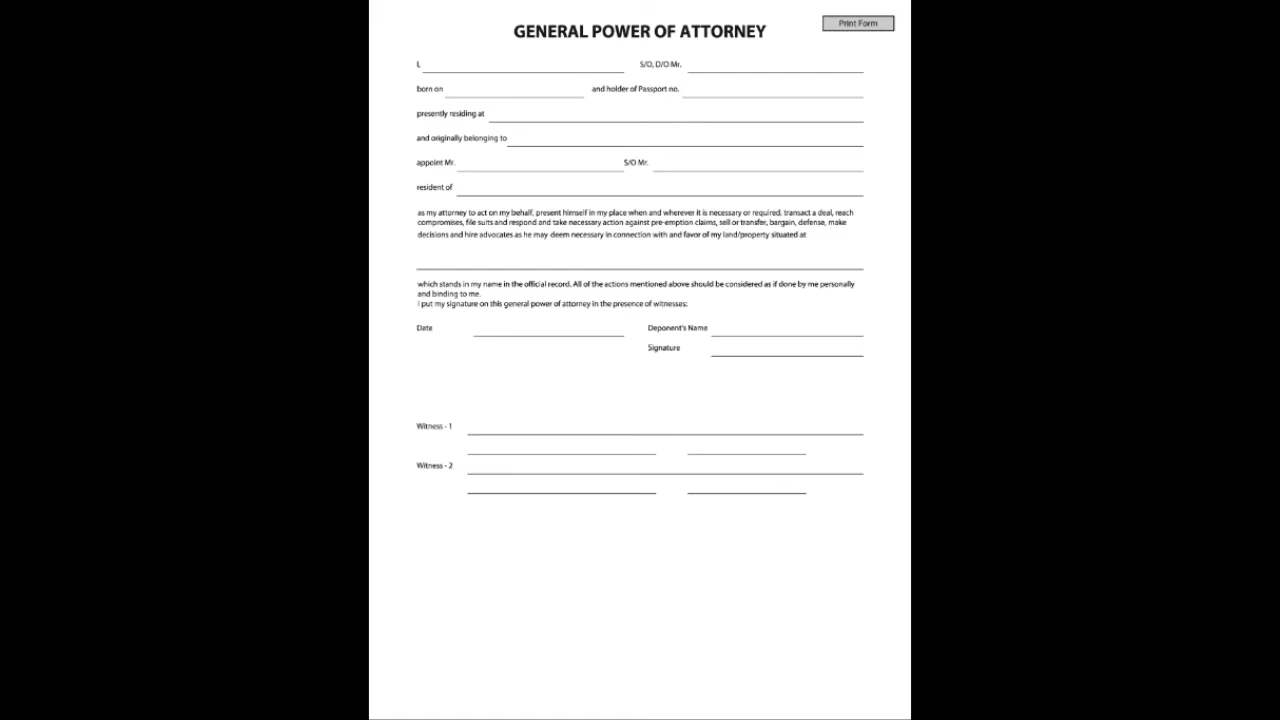 GENERAL POWER OF ATTORNEY
Print Form
I, S/O, D/O Mr.
born on and holder of Passport no.
presently residing at
and originally belonging to
appoint Mr. S/O Mr.
resident of
as my attorney to act on my behalf, present himself in my place when and wherever it is necessary or required, transact a deal, reach
compromises, file suits and respond and take necessary action against pre-emption claims, sell or transfer, bargain, defense, make
decisions and hire advocates as he may deem necessary in connection with and favor of my land/property situated at
which stands in my name in the official record. All of the actions mentioned above should be considered as if done by me personally
and binding to me.
I put my signature on this general power of attorney in the presence of witnesses:
Date Deponent's Name
Signature
Witness - 1
Witness - 2